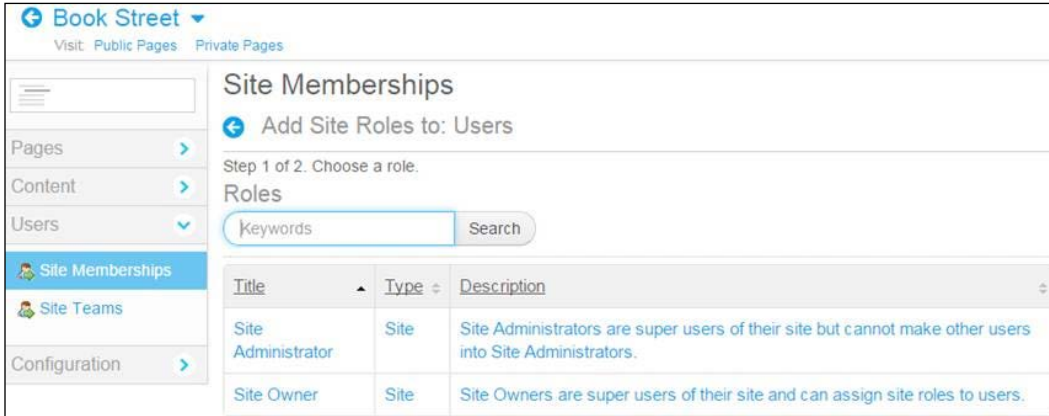 Book Street
Visit: Public Pages Private Pages
Site Memberships
Add Site Roles to: Users
Pages
Step 1 of 2. Choose a role.
Content
Roles
Users
Keywords Search
Site Memberships
Title Type Description
Site Teams
Site Administrator Site Site Administrators are super users of their site but cannot make other users
into Site Administrators.
Configuration
Site Owner Site Site Owners are super users of their site and can assign site roles to users.